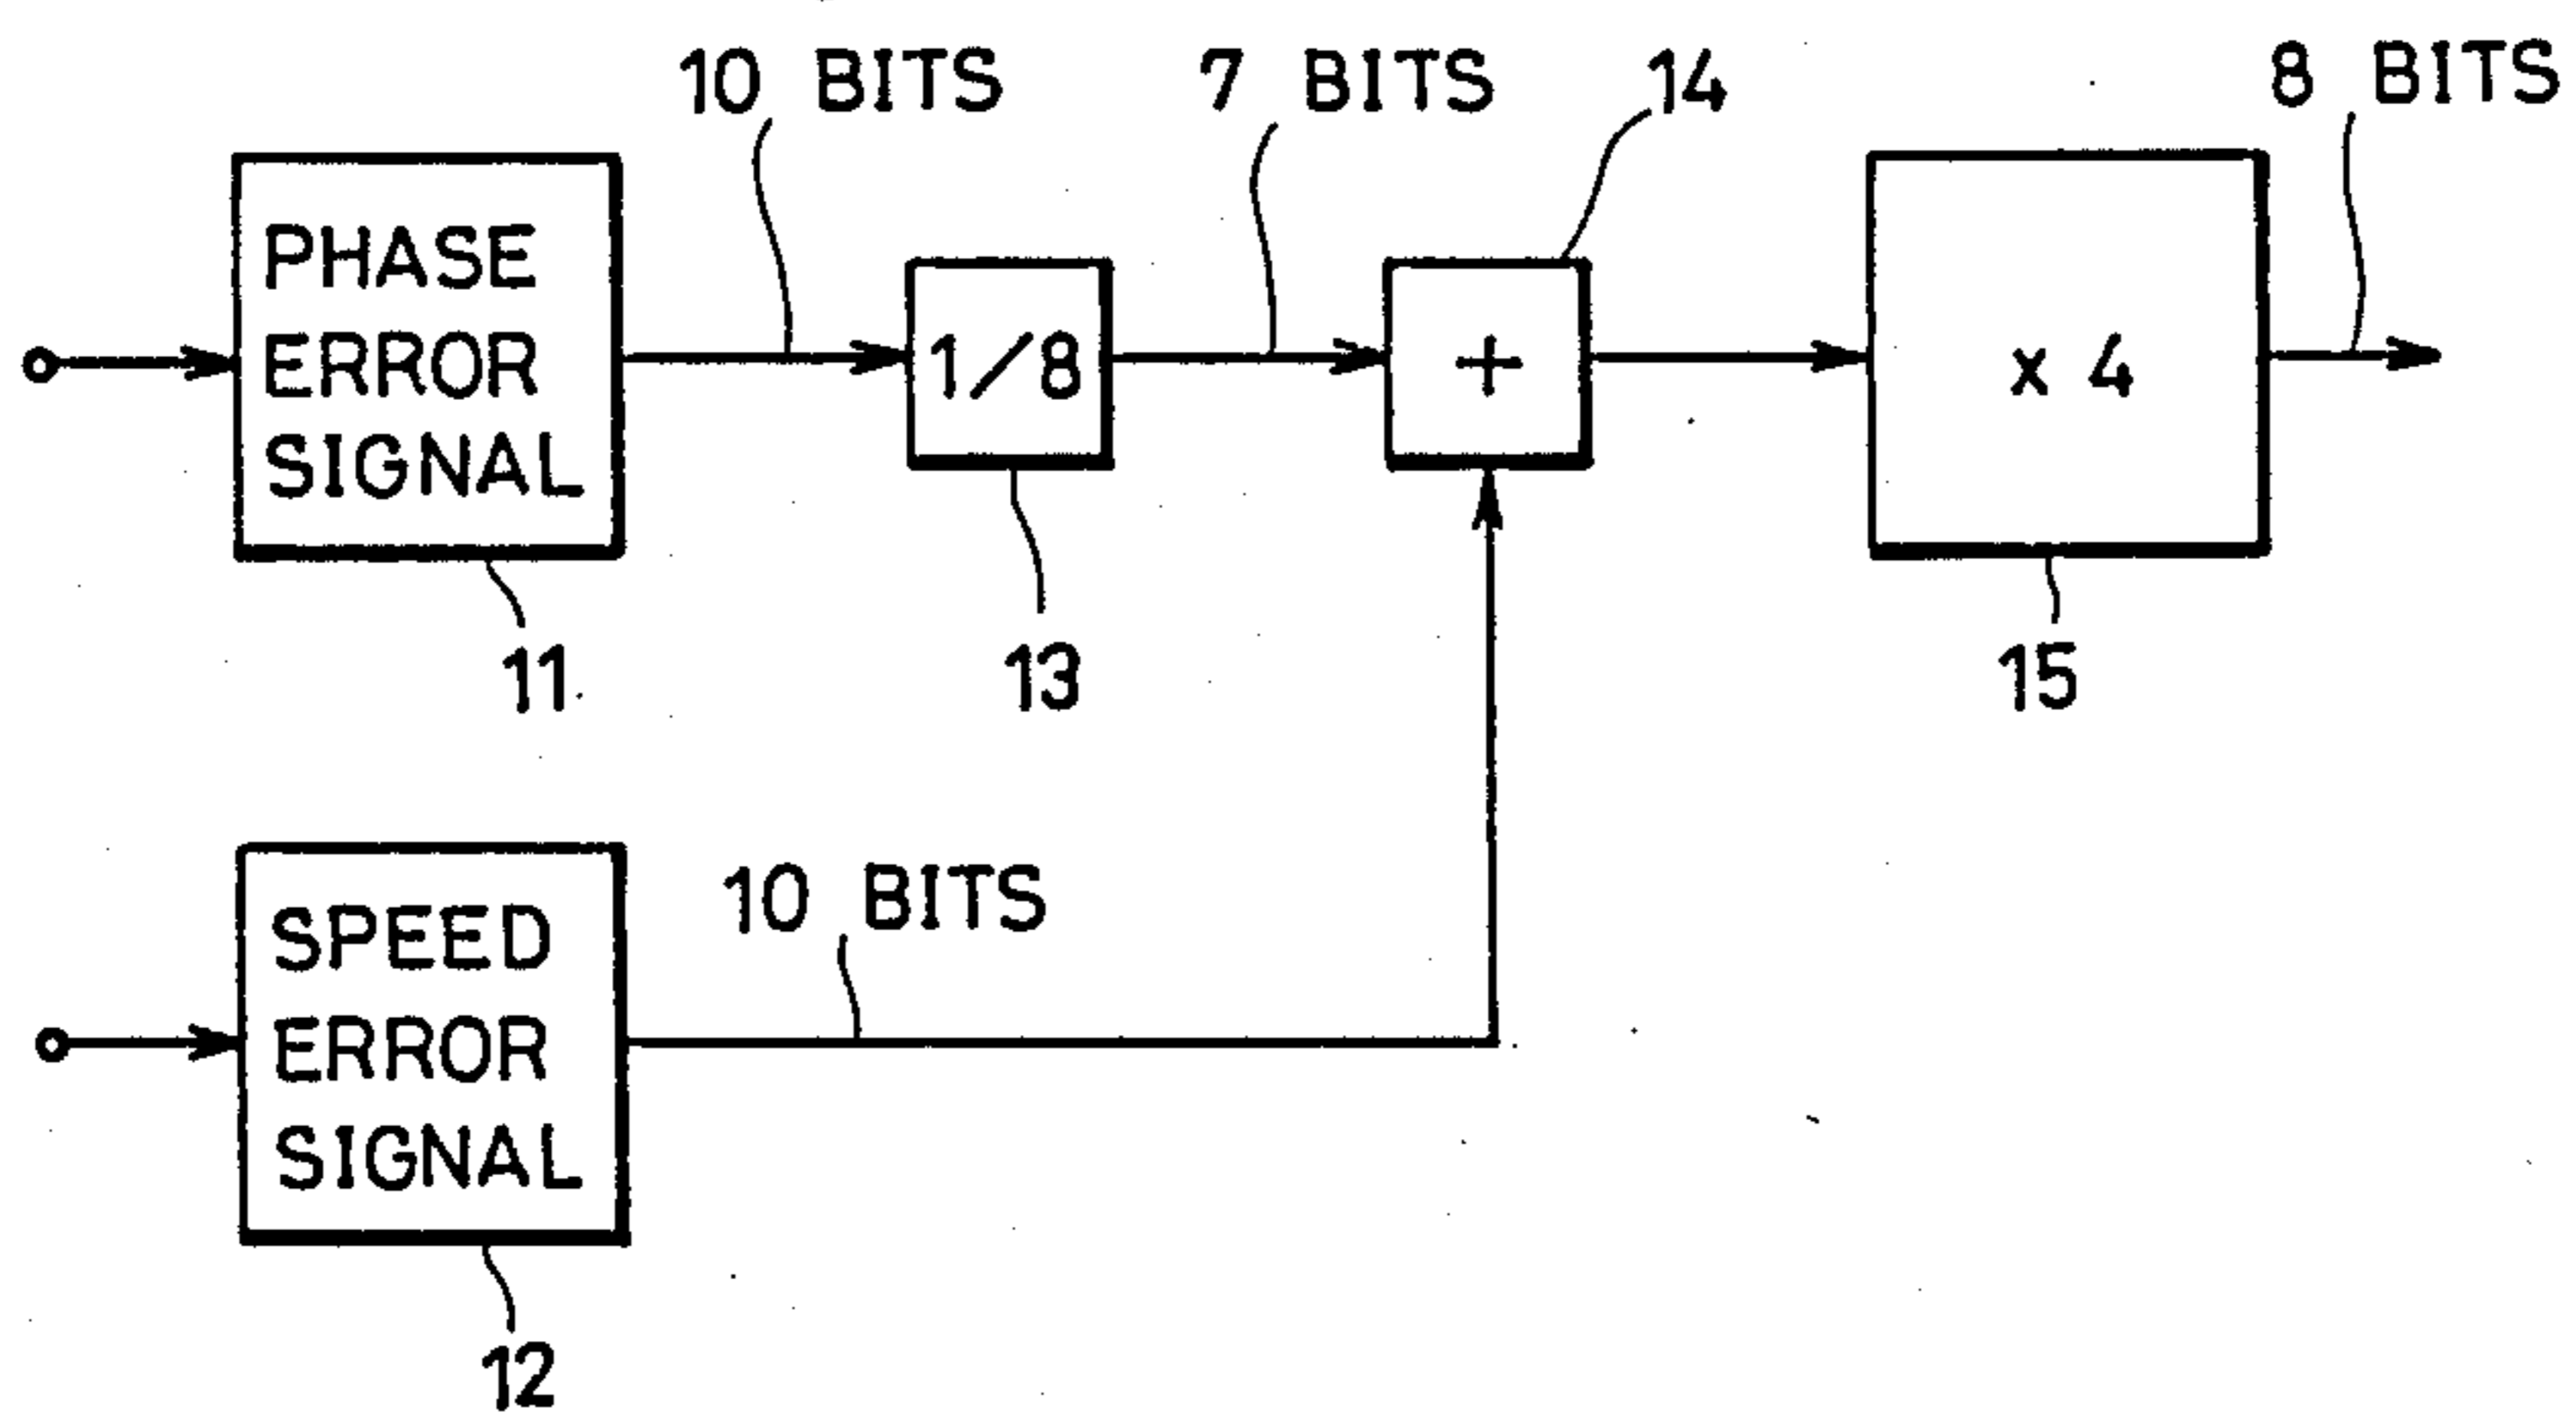 10 BITS
7 BITS
14
8 BITS
PHASE
ERROR
SIGNAL
1/8
+
x 4
11
13
15
10 BITS
SPEED
ERROR
SIGNAL
12